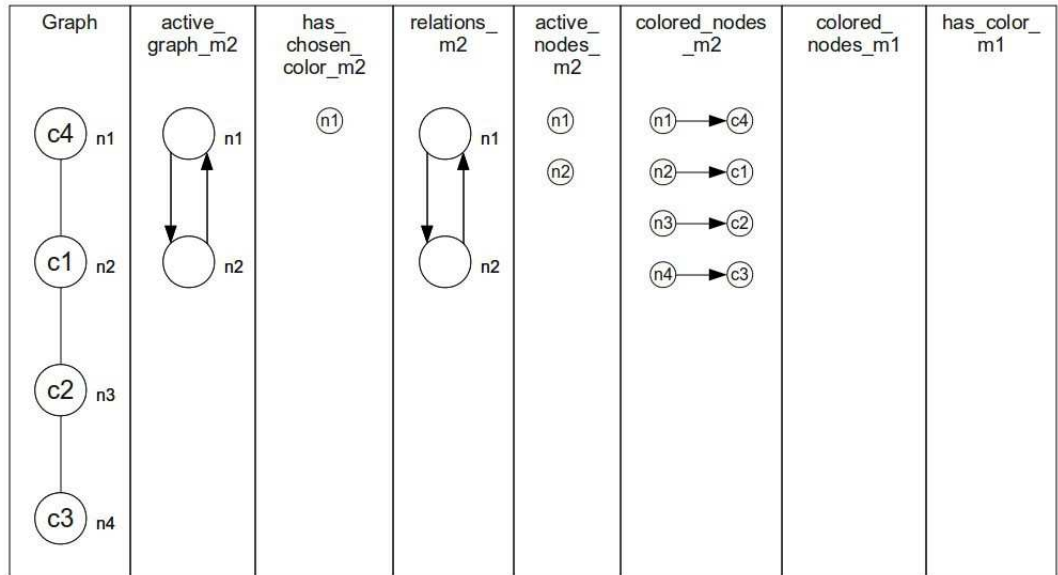 Graph
active_
graph_m2
has_
chosen_
color_m2
relations_
m2
active_
nodes_
m2
colored_nodes
_m2
colored_
nodes_m1
has_color_
m1
c4 n1
n1
n1
n1
n1
n1 c4
n2
n2 c1
c1 n2
n2
n2
n3 c2
n4 c3
c2 n3
c3 n4